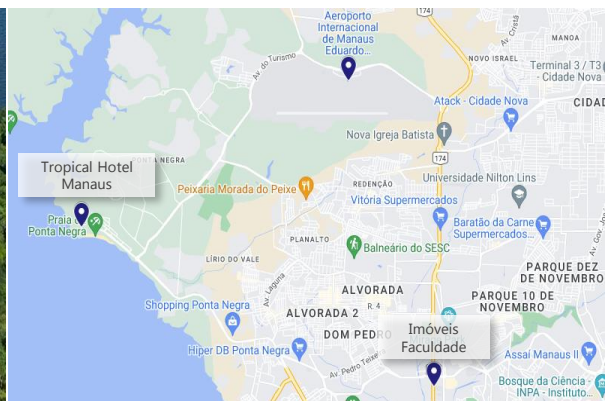 174
Aeroporto
Internacional
de Manaus
Eduardo...
Av. do Turismo
MANOA
NOVO ISRAEL
Terminal 3 / T3
- Cidade Nova
Atack - Cidade Nova
CIDAD
Nova Igreja Batista
174
PONTA NEGRA
Tropical Hotel
Manaus
Peixaria Morada do Peixe
REDENÇÃO
Universidade Nilton Lins
Vitória Supermercados
Praia
Ponta Negra
PLANALTO
Balneário do SESC
Baratão da Carne
Supermercados...
LÍRIO DO VALE
PARQUE DEZ
DE NOVEMBRO
ALVORADA
PARQUE 10 DE
NOVEMBRO
Shopping Ponta Negra
ALVORADA 2
R. 4
DOM PEDRO
Imóveis
Faculdade
Hiper DB Ponta Negra
Assaí Manaus II
Av. Pedro Teixe
Bosque da Ciência -
INPA - Instituto...